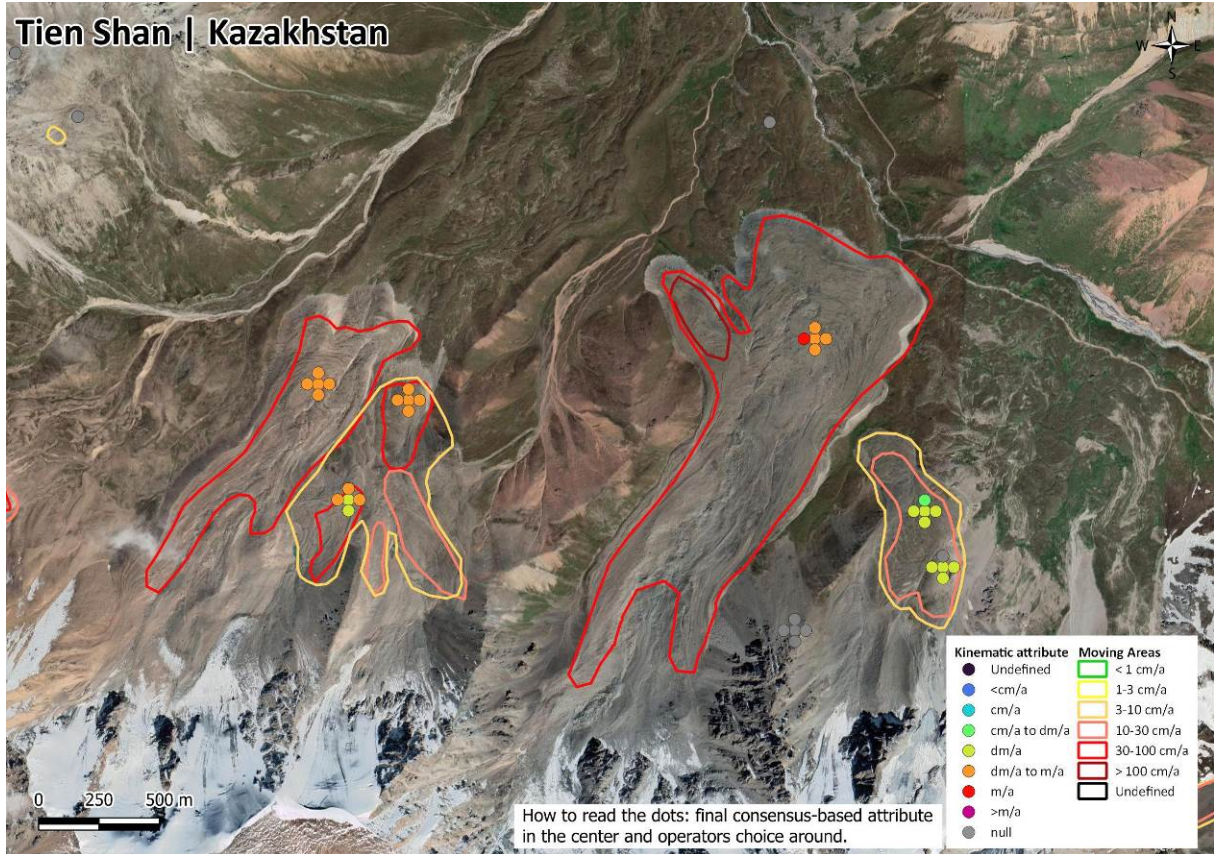 Tien Shan | Kazakhstan
N
W E
S
Kinematic attribute
Undefined
<cm/a
cm/a
cm/a to dm/a
dm/a
dm/a to m/a
m/a
>m/a
null
Moving Areas
< 1 cm/a
1-3 cm/a
3-10 cm/a
10-30 cm/a
30-100 cm/a
> 100 cm/a
Undefined
0 250 500 m
How to read the dots: final consensus-based attribute
in the center and operators choice around.